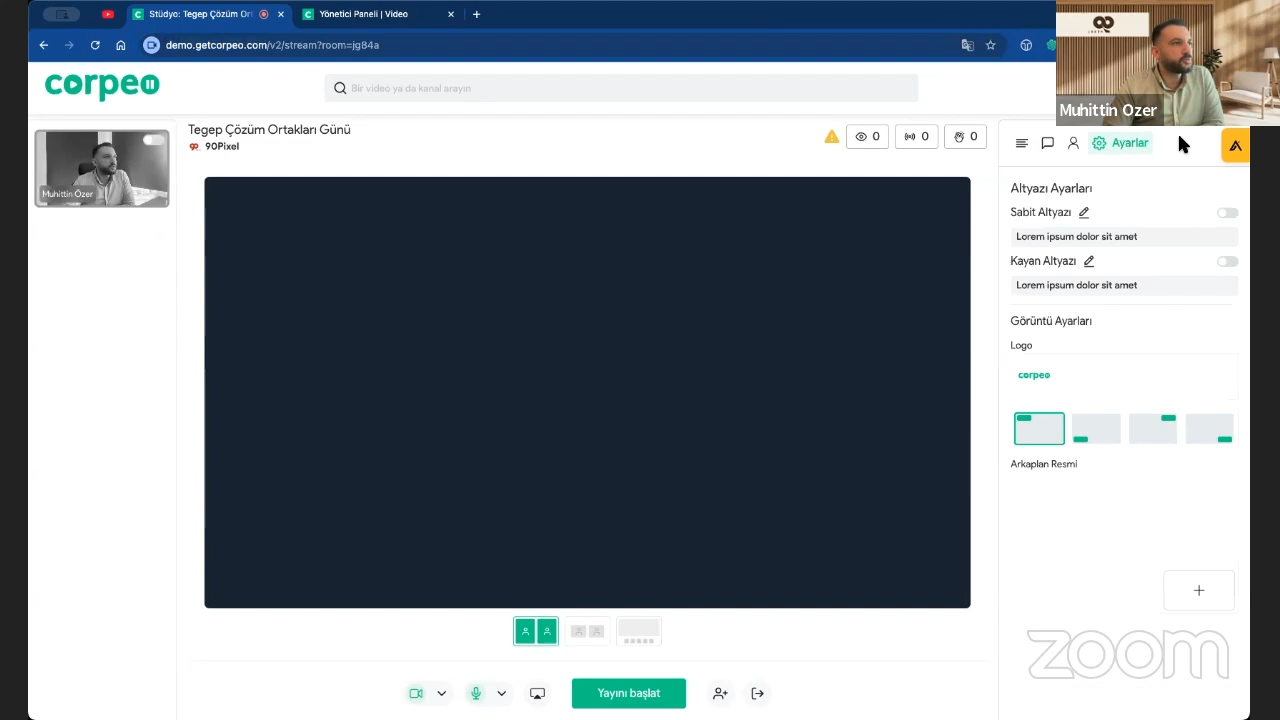 Stüdyo: Tegep Çözüm Ort
Yönetici Paneli | Video
demo.getcorpeo.com/v2/stream?room=jg84a
corpeo
Bir video ya da kanal arayın
Muhittin Ozer
Muhittin Özer
Tegep Çözüm Ortakları Günü
90Pixel
0
0
0
Ayarlar
Altyazı Ayarları
Sabit Altyazı
Lorem ipsum dolor sit amet
Kayan Altyazı
Lorem ipsum dolor sit amet
Görüntü Ayarları
Logo
corpeo
Arkaplan Resmi
zoom
Yayını başlat